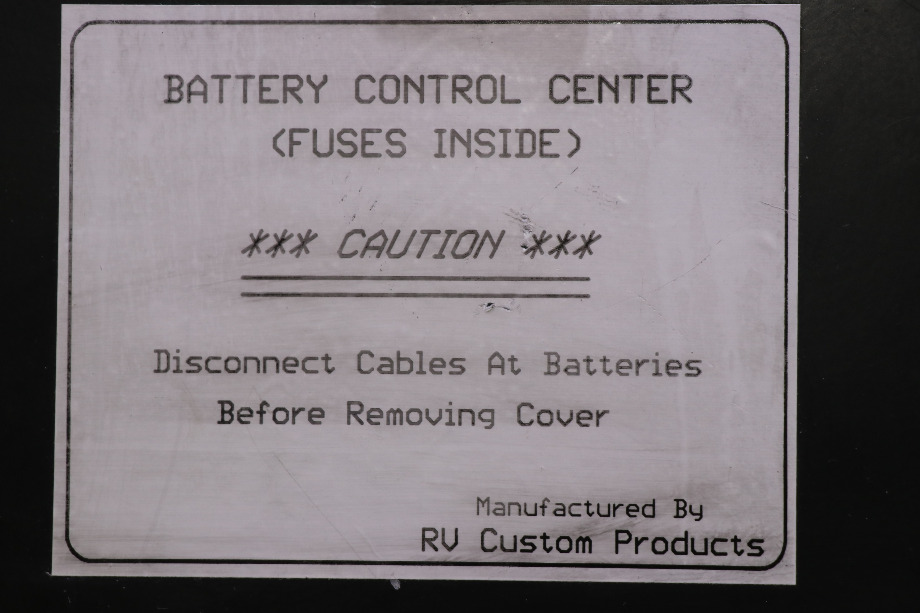 BATTERY CONTROL CENTER
(FUSES INSIDE)
*** CAUTION ***
Disconnect Cables At Batteries
Before Removing Cover
Manufactured By
RV Custom Products